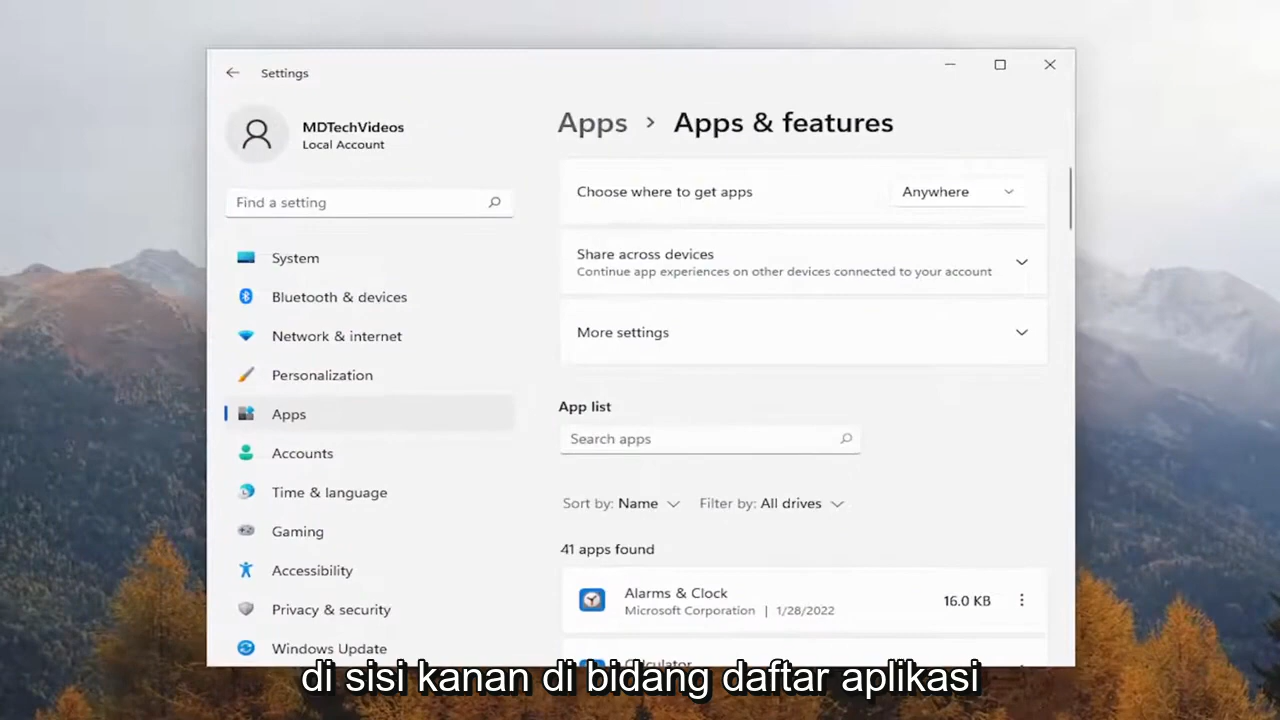 Settings
MDTechVideos
Local Account
Find a setting
System
Bluetooth & devices
Network & internet
Personalization
Apps
Accounts
Time & language
Gaming
Accessibility
Privacy & security
Windows Update
Apps > Apps & features
Choose where to get apps
Anywhere
Share across devices
Continue app experiences on other devices connected to your account
More settings
App list
Search apps
Sort by: Name Filter by: All drives
41 apps found
Alarms & Clock
Microsoft Corporation | 1/28/2022
16.0 KB
Calculator
di sisi kanan di bidang daftar aplikasi